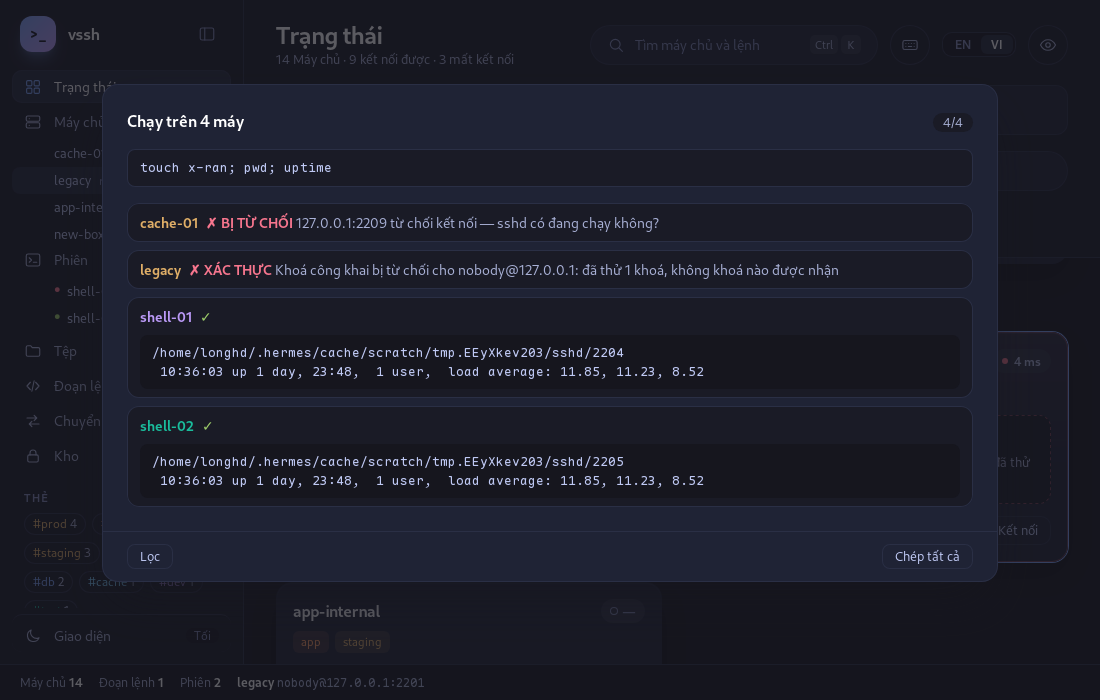 >_ vssh
Trạng thái
14 Máy chủ · 9 kết nối được · 3 mất kết nối
Tìm máy chủ và lệnh Ctrl K
EN VI
Trạng thái
Máy chủ
cache-0
legacy
app-inte
new-box
Phiên
shell-
shell-
Tệp
Đoạn lệ
Chuyển
Kho
THẺ
#prod 4
#staging 3
#db 2 #cache 1 #dev 1
Giao diện Tối
Chạy trên 4 máy 4/4
touch x-ran; pwd; uptime
cache-01 ✗ BỊ TỪ CHỐI 127.0.0.1:2209 từ chối kết nối — sshd có đang chạy không?
legacy ✗ XÁC THỰC Khoá công khai bị từ chối cho nobody@127.0.0.1: đã thử 1 khoá, không khoá nào được nhận
shell-01 ✓
/home/longhd/.hermes/cache/scratch/tmp.EEyXkev203/sshd/2204
10:36:03 up 1 day, 23:48, 1 user, load average: 11.85, 11.23, 8.52
shell-02 ✓
/home/longhd/.hermes/cache/scratch/tmp.EEyXkev203/sshd/2205
10:36:03 up 1 day, 23:48, 1 user, load average: 11.85, 11.23, 8.52
Lọc Chép tất cả
4 ms
đã thử
Kết nối
app-internal —
app staging
Máy chủ 14 Đoạn lệnh 1 Phiên 2 legacy nobody@127.0.0.1:2201